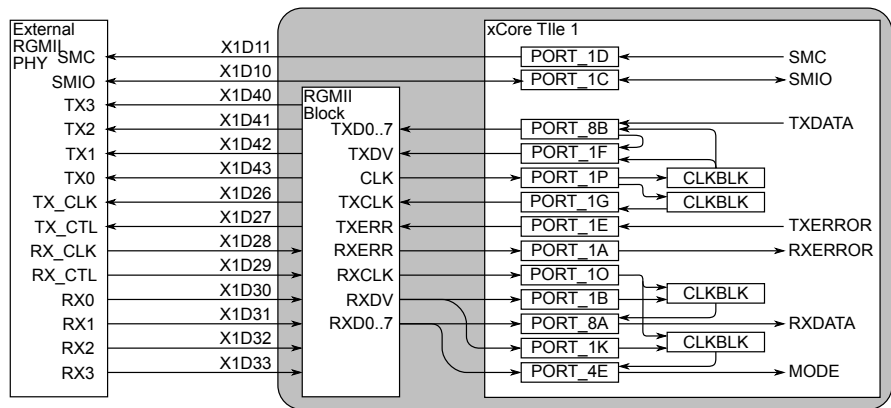 External
RGMII
PHY
SMC
SMIO
TX3
TX2
TX1
TX0
TX_CLK
TX_CTL
RX_CLK
RX_CTL
RX0
RX1
RX2
RX3
X1D11
X1D10
X1D40
X1D41
X1D42
X1D43
X1D26
X1D27
X1D28
X1D29
X1D30
X1D31
X1D32
X1D33
RGMII
Block
TXD0..7
TXDV
CLK
TXCLK
TXERR
RXERR
RXCLK
RXDV
RXD0..7
xCore TIle 1
PORT_1D
PORT_1C
PORT_8B
PORT_1F
PORT_1P
PORT_1G
PORT_1E
PORT_1A
PORT_1O
PORT_1B
PORT_8A
PORT_1K
PORT_4E
CLKBLK
CLKBLK
CLKBLK
CLKBLK
SMC
SMIO
TXDATA
TXERROR
RXERROR
RXDATA
MODE